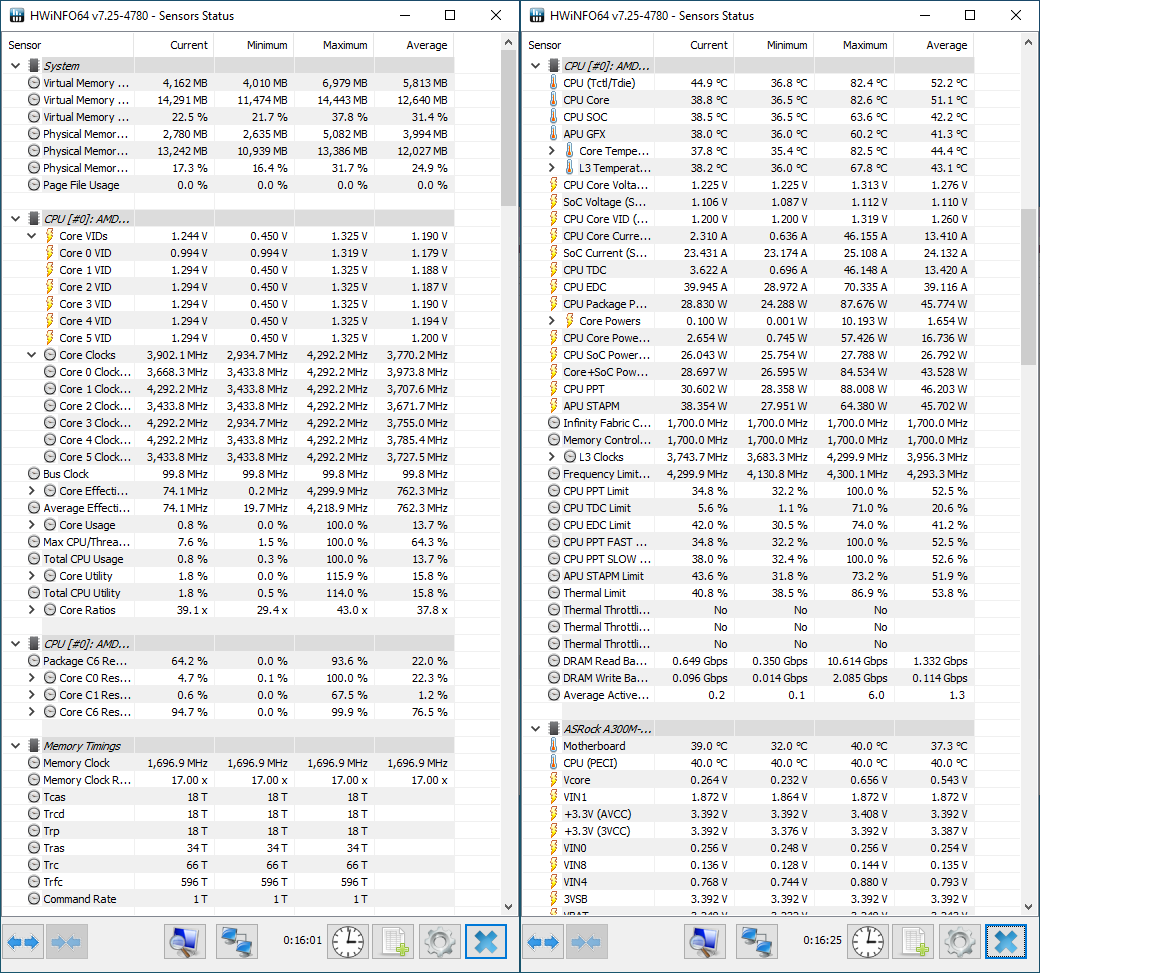 HWiNFO64 v7.25-4780 - Sensors Status
Sensor Current Minimum Maximum Average
System
Virtual Memory ... 4,162 MB 4,010 MB 6,979 MB 5,813 MB
Virtual Memory ... 14,291 MB 11,474 MB 14,443 MB 12,640 MB
Virtual Memory ... 22.5 % 21.7 % 37.8 % 31.4 %
Physical Memor... 2,780 MB 2,635 MB 5,082 MB 3,994 MB
Physical Memor... 13,242 MB 10,939 MB 13,386 MB 12,027 MB
Physical Memor... 17.3 % 16.4 % 31.7 % 24.9 %
Page File Usage 0.0 % 0.0 % 0.0 % 0.0 %
CPU [#0]: AMD...
Core VIDs 1.244 V 0.450 V 1.325 V 1.190 V
Core 0 VID 0.994 V 0.994 V 1.319 V 1.179 V
Core 1 VID 1.294 V 0.450 V 1.325 V 1.188 V
Core 2 VID 1.294 V 0.450 V 1.325 V 1.187 V
Core 3 VID 1.294 V 0.450 V 1.325 V 1.190 V
Core 4 VID 1.294 V 0.450 V 1.325 V 1.194 V
Core 5 VID 1.294 V 0.450 V 1.325 V 1.200 V
Core Clocks 3,902.1 MHz 2,934.7 MHz 4,292.2 MHz 3,770.2 MHz
Core 0 Clock... 3,668.3 MHz 3,433.8 MHz 4,292.2 MHz 3,973.8 MHz
Core 1 Clock... 4,292.2 MHz 3,433.8 MHz 4,292.2 MHz 3,707.6 MHz
Core 2 Clock... 3,433.8 MHz 3,433.8 MHz 4,292.2 MHz 3,671.7 MHz
Core 3 Clock... 4,292.2 MHz 2,934.7 MHz 4,292.2 MHz 3,755.0 MHz
Core 4 Clock... 4,292.2 MHz 3,433.8 MHz 4,292.2 MHz 3,785.4 MHz
Core 5 Clock... 3,433.8 MHz 3,433.8 MHz 4,292.2 MHz 3,727.5 MHz
Bus Clock 99.8 MHz 99.8 MHz 99.8 MHz 99.8 MHz
Core Effecti... 74.1 MHz 0.2 MHz 4,299.9 MHz 762.3 MHz
Average Effecti... 74.1 MHz 19.7 MHz 4,218.9 MHz 762.3 MHz
Core Usage 0.8 % 0.0 % 100.0 % 13.7 %
Max CPU/Threa... 7.6 % 1.5 % 100.0 % 64.3 %
Total CPU Usage 0.8 % 0.3 % 100.0 % 13.7 %
Core Utility 1.8 % 0.0 % 115.9 % 15.8 %
Total CPU Utility 1.8 % 0.5 % 114.0 % 15.8 %
Core Ratios 39.1 x 29.4 x 43.0 x 37.8 x
CPU [#0]: AMD...
Package C6 Re... 64.2 % 0.0 % 93.6 % 22.0 %
Core C0 Res... 4.7 % 0.1 % 100.0 % 22.3 %
Core C1 Res... 0.6 % 0.0 % 67.5 % 1.2 %
Core C6 Res... 94.7 % 0.0 % 99.9 % 76.5 %
Memory Timings
Memory Clock 1,696.9 MHz 1,696.9 MHz 1,696.9 MHz 1,696.9 MHz
Memory Clock R... 17.00 x 17.00 x 17.00 x 17.00 x
Tcas 18 T 18 T 18 T
Trcd 18 T 18 T 18 T
Trp 18 T 18 T 18 T
Tras 34 T 34 T 34 T
Trc 66 T 66 T 66 T
Trfc 596 T 596 T 596 T
Command Rate 1 T 1 T 1 T
0:16:01
HWiNFO64 v7.25-4780 - Sensors Status
Sensor Current Minimum Maximum Average
CPU [#0]: AMD...
CPU (Tctl/Tdie) 44.9 °C 36.8 °C 82.4 °C 52.2 °C
CPU Core 38.8 °C 36.5 °C 82.6 °C 51.1 °C
CPU SOC 38.5 °C 36.5 °C 63.6 °C 42.2 °C
APU GFX 38.0 °C 36.0 °C 60.2 °C 41.3 °C
Core Tempe... 37.8 °C 35.4 °C 82.5 °C 44.4 °C
L3 Temperat... 38.2 °C 36.0 °C 67.8 °C 43.1 °C
CPU Core Volta... 1.225 V 1.225 V 1.313 V 1.276 V
SoC Voltage (S... 1.106 V 1.087 V 1.112 V 1.110 V
CPU Core VID (... 1.200 V 1.200 V 1.319 V 1.260 V
CPU Core Curre... 2.310 A 0.636 A 46.155 A 13.410 A
SoC Current (S... 23.431 A 23.174 A 25.108 A 24.132 A
CPU TDC 3.622 A 0.696 A 46.148 A 13.420 A
CPU EDC 39.945 A 28.972 A 70.335 A 39.116 A
CPU Package P... 28.830 W 24.288 W 87.676 W 45.774 W
Core Powers 0.100 W 0.001 W 10.193 W 1.654 W
CPU Core Powe... 2.654 W 0.745 W 57.426 W 16.736 W
CPU SoC Power... 26.043 W 25.754 W 27.788 W 26.792 W
Core+SoC Pow... 28.697 W 26.595 W 84.534 W 43.528 W
CPU PPT 30.602 W 28.358 W 88.008 W 46.203 W
APU STAPM 38.354 W 27.951 W 64.380 W 45.702 W
Infinity Fabric C... 1,700.0 MHz 1,700.0 MHz 1,700.0 MHz 1,700.0 MHz
Memory Control... 1,700.0 MHz 1,700.0 MHz 1,700.0 MHz 1,700.0 MHz
L3 Clocks 3,743.7 MHz 3,683.3 MHz 4,299.9 MHz 3,956.3 MHz
Frequency Limit... 4,299.9 MHz 4,130.8 MHz 4,300.1 MHz 4,293.3 MHz
CPU PPT Limit 34.8 % 32.2 % 100.0 % 52.5 %
CPU TDC Limit 5.6 % 1.1 % 71.0 % 20.6 %
CPU EDC Limit 42.0 % 30.5 % 74.0 % 41.2 %
CPU PPT FAST ... 34.8 % 32.2 % 100.0 % 52.5 %
CPU PPT SLOW ... 38.0 % 32.4 % 100.0 % 52.6 %
APU STAPM Limit 43.6 % 31.8 % 73.2 % 51.9 %
Thermal Limit 40.8 % 38.5 % 86.9 % 53.8 %
Thermal Throttli... No No No
Thermal Throttli... No No No
Thermal Throttli... No No No
DRAM Read Ba... 0.649 Gbps 0.350 Gbps 10.614 Gbps 1.332 Gbps
DRAM Write Ba... 0.096 Gbps 0.014 Gbps 2.085 Gbps 0.114 Gbps
Average Active... 0.2 0.1 6.0 1.3
ASRock A300M-...
Motherboard 39.0 °C 32.0 °C 40.0 °C 37.3 °C
CPU (PECI) 40.0 °C 40.0 °C 40.0 °C 40.0 °C
Vcore 0.264 V 0.232 V 0.656 V 0.543 V
VIN1 1.872 V 1.864 V 1.872 V 1.872 V
+3.3V (AVCC) 3.392 V 3.392 V 3.408 V 3.392 V
+3.3V (3VCC) 3.392 V 3.376 V 3.392 V 3.387 V
VIN0 0.256 V 0.248 V 0.256 V 0.254 V
VIN8 0.136 V 0.128 V 0.144 V 0.135 V
VIN4 0.768 V 0.744 V 0.880 V 0.793 V
3VSB 3.392 V 3.392 V 3.392 V 3.392 V
0:16:25